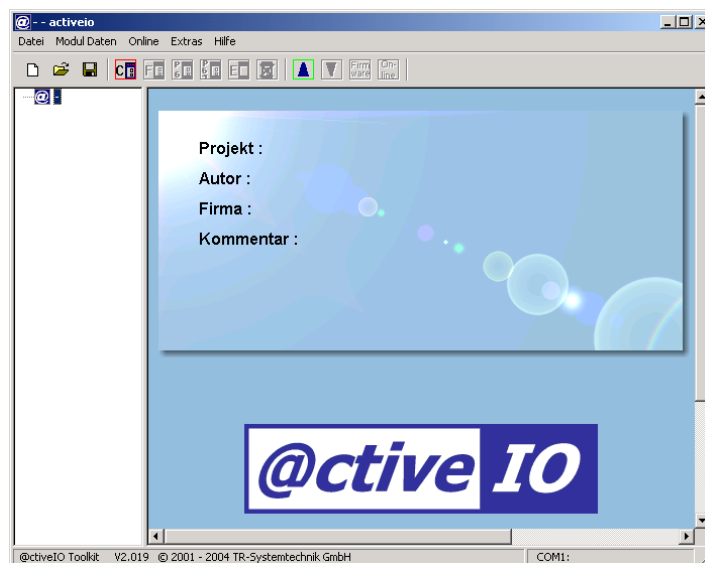 @ - - activeio
Datei Modul Daten Online Extras Hilfe
Firm ware
On- line
@ -
Projekt :
Autor :
Firma :
Kommentar :
@ctive IO
@ctiveIO Toolkit V2.019 © 2001 - 2004 TR-Systemtechnik GmbH COM1: